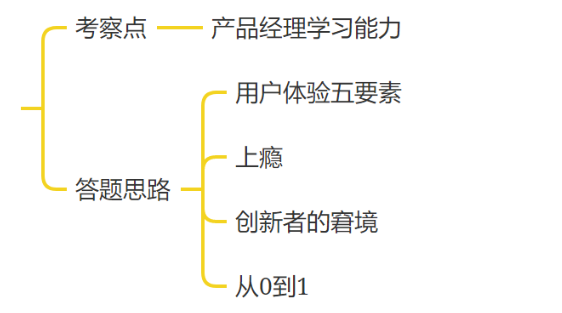 考察点
产品经理学习能力
答题思路
用户体验五要素
上瘾
创新者的窘境
从0到1